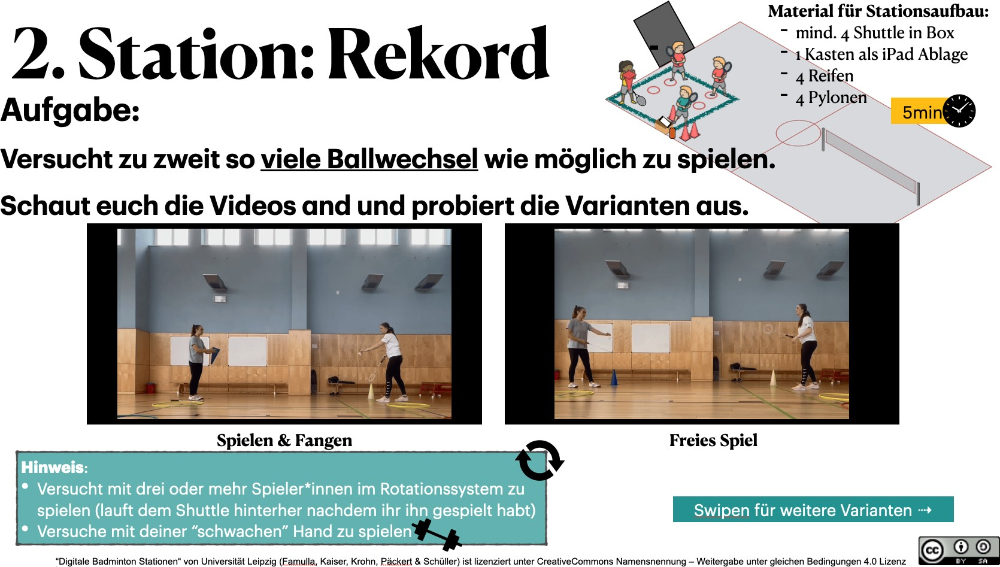 2. Station: Rekord
Material für Stationsaufbau:
- mind. 4 Shuttle in Box
- 1 Kasten als iPad Ablage
- 4 Reifen
- 4 Pylonen
5min
Aufgabe:
Versucht zu zweit so viele Ballwechsel wie möglich zu spielen.
Schaut euch die Videos and und probiert die Varianten aus.
Spielen & Fangen
Freies Spiel
Hinweis:
• Versucht mit drei oder mehr Spieler*innen im Rotationssystem zu
spielen (lauft dem Shuttle hinterher nachdem ihr ihn gespielt habt)
• Versuche mit deiner “schwachen” Hand zu spielen
Swipen für weitere Varianten ⇢
“Digitale Badminton Stationen“ von Universität Leipzig (Famulla, Kaiser, Krohn, Päckert & Schüller) ist lizenziert unter CreativeCommons Namensnennung – Weitergabe unter gleichen Bedingungen 4.0 Lizenz
cc BY SA